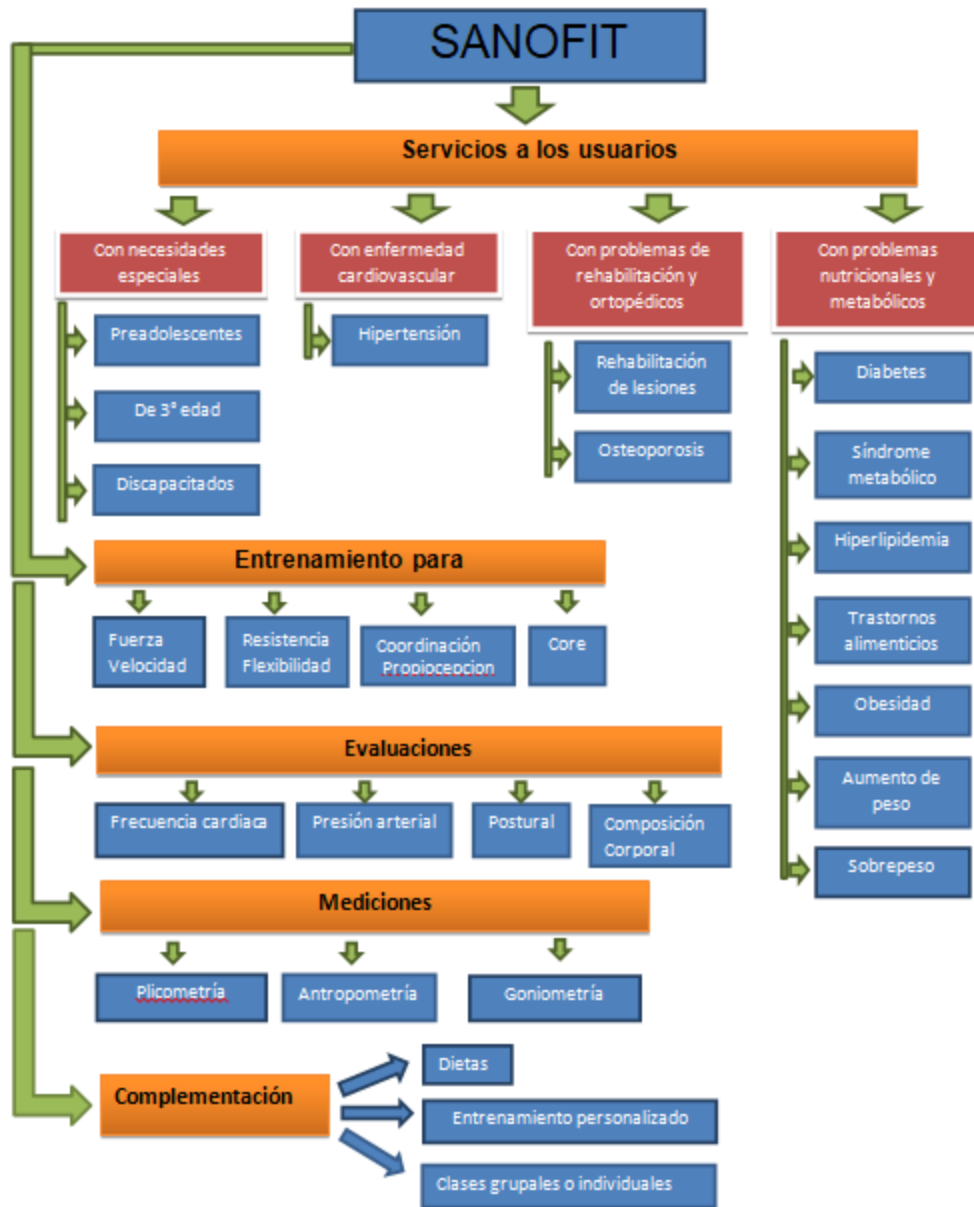 SANOFIT
Servicios a los usuarios
Con necesidades
especiales
Con enfermedad
cardiovascular
Con problemas de
rehabilitación y
ortopédicos
Con problemas
nutricionales y
metabólicos
Preadolescentes
De 3° edad
Discapacitados
Hipertensión
Rehabilitación
de lesiones
Osteoporosis
Diabetes
Síndrome
metabólico
Hiperlipidemia
Trastornos
alimenticios
Obesidad
Aumento de
peso
Sobrepeso
Entrenamiento para
Fuerza
Velocidad
Resistencia
Flexibilidad
Coordinación
Propiocepcion
Core
Evaluaciones
Frecuencia cardiaca
Presión arterial
Postural
Composición
Corporal
Mediciones
Plicometría
Antropometría
Goniometría
Complementación
Dietas
Entrenamiento personalizado
Clases grupales o individuales